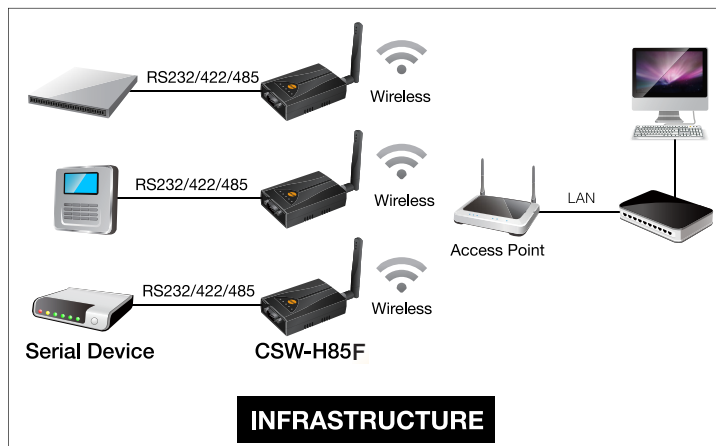 RS232/422/485
Wireless
RS232/422/485
Wireless
LAN
Access Point
RS232/422/485
Wireless
Serial Device
CSW-H85F
INFRASTRUCTURE